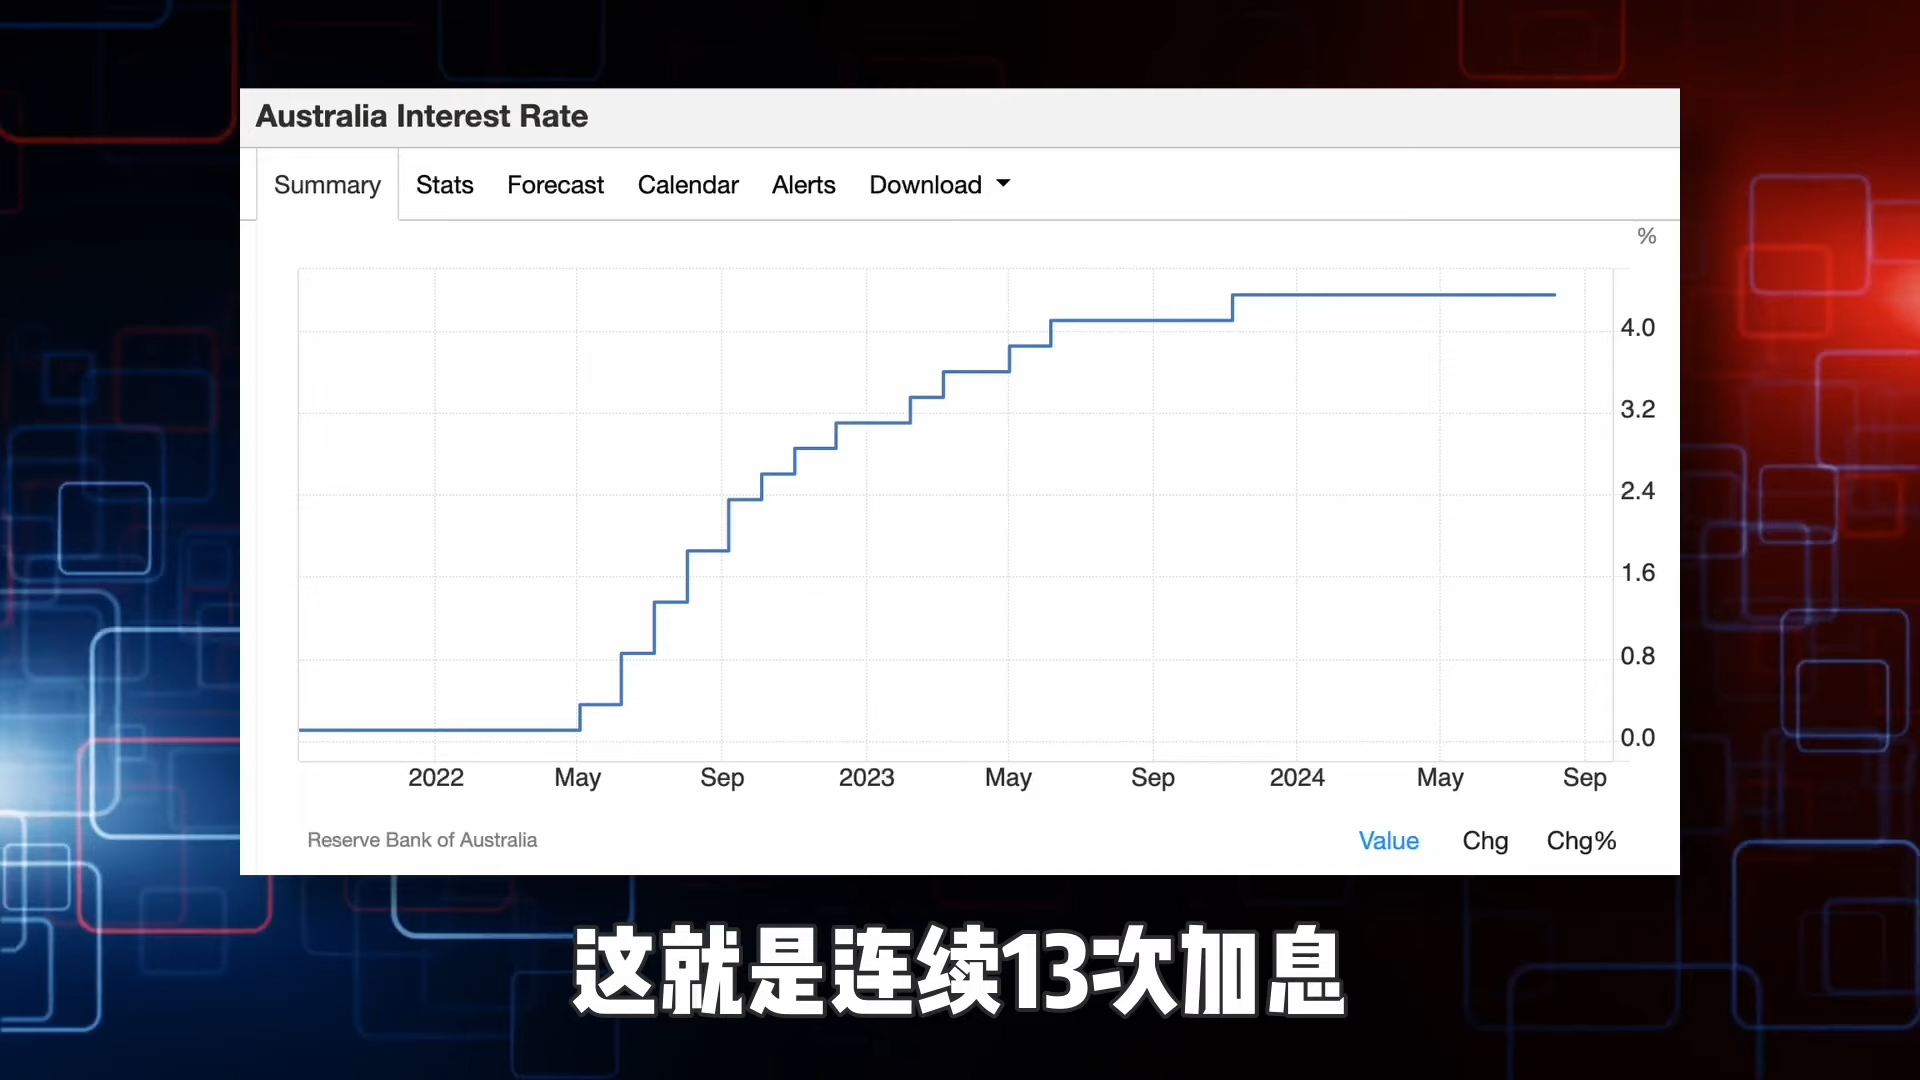 Australia Interest Rate
Summary Stats Forecast Calendar Alerts Download
%
4.0
3.2
2.4
1.6
0.8
0.0
2022 May Sep 2023 May Sep 2024 May Sep
Reserve Bank of Australia Value Chg Chg%
这就是连续13次加息